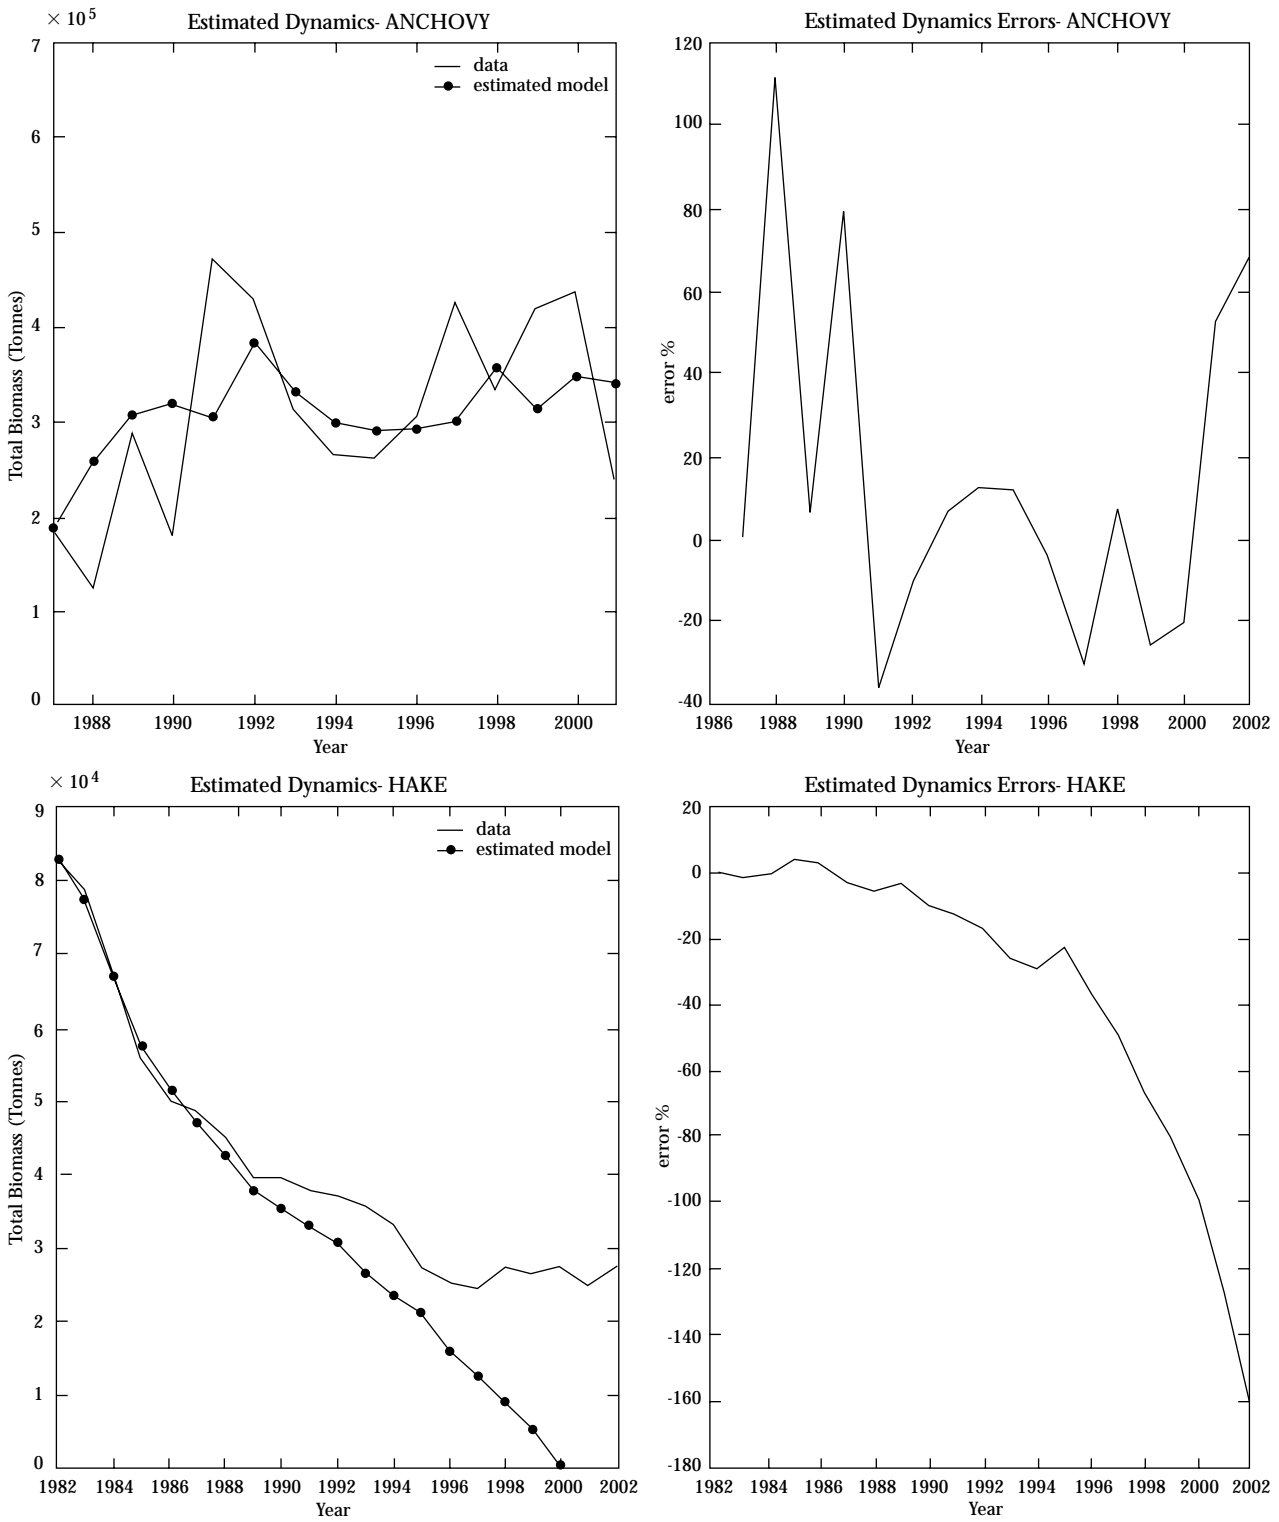 × 10 5
Estimated Dynamics- ANCHOVY
7
6
5
4
3
2
1
0
Total Biomass (Tonnes)
data
estimated model
1988 1990 1992 1994 1996 1998 2000
Year
Estimated Dynamics Errors- ANCHOVY
120
100
80
60
40
20
0
-20
-40
error %
1986 1988 1990 1992 1994 1996 1998 2000 2002
Year
× 10 4
Estimated Dynamics- HAKE
9
8
7
6
5
4
3
2
1
0
Total Biomass (Tonnes)
data
estimated model
1982 1984 1986 1988 1990 1992 1994 1996 1998 2000 2002
Year
Estimated Dynamics Errors- HAKE
20
0
-20
-40
-60
-80
-100
-120
-140
-160
-180
error %
1982 1984 1986 1988 1990 1992 1994 1996 1998 2000 2002
Year